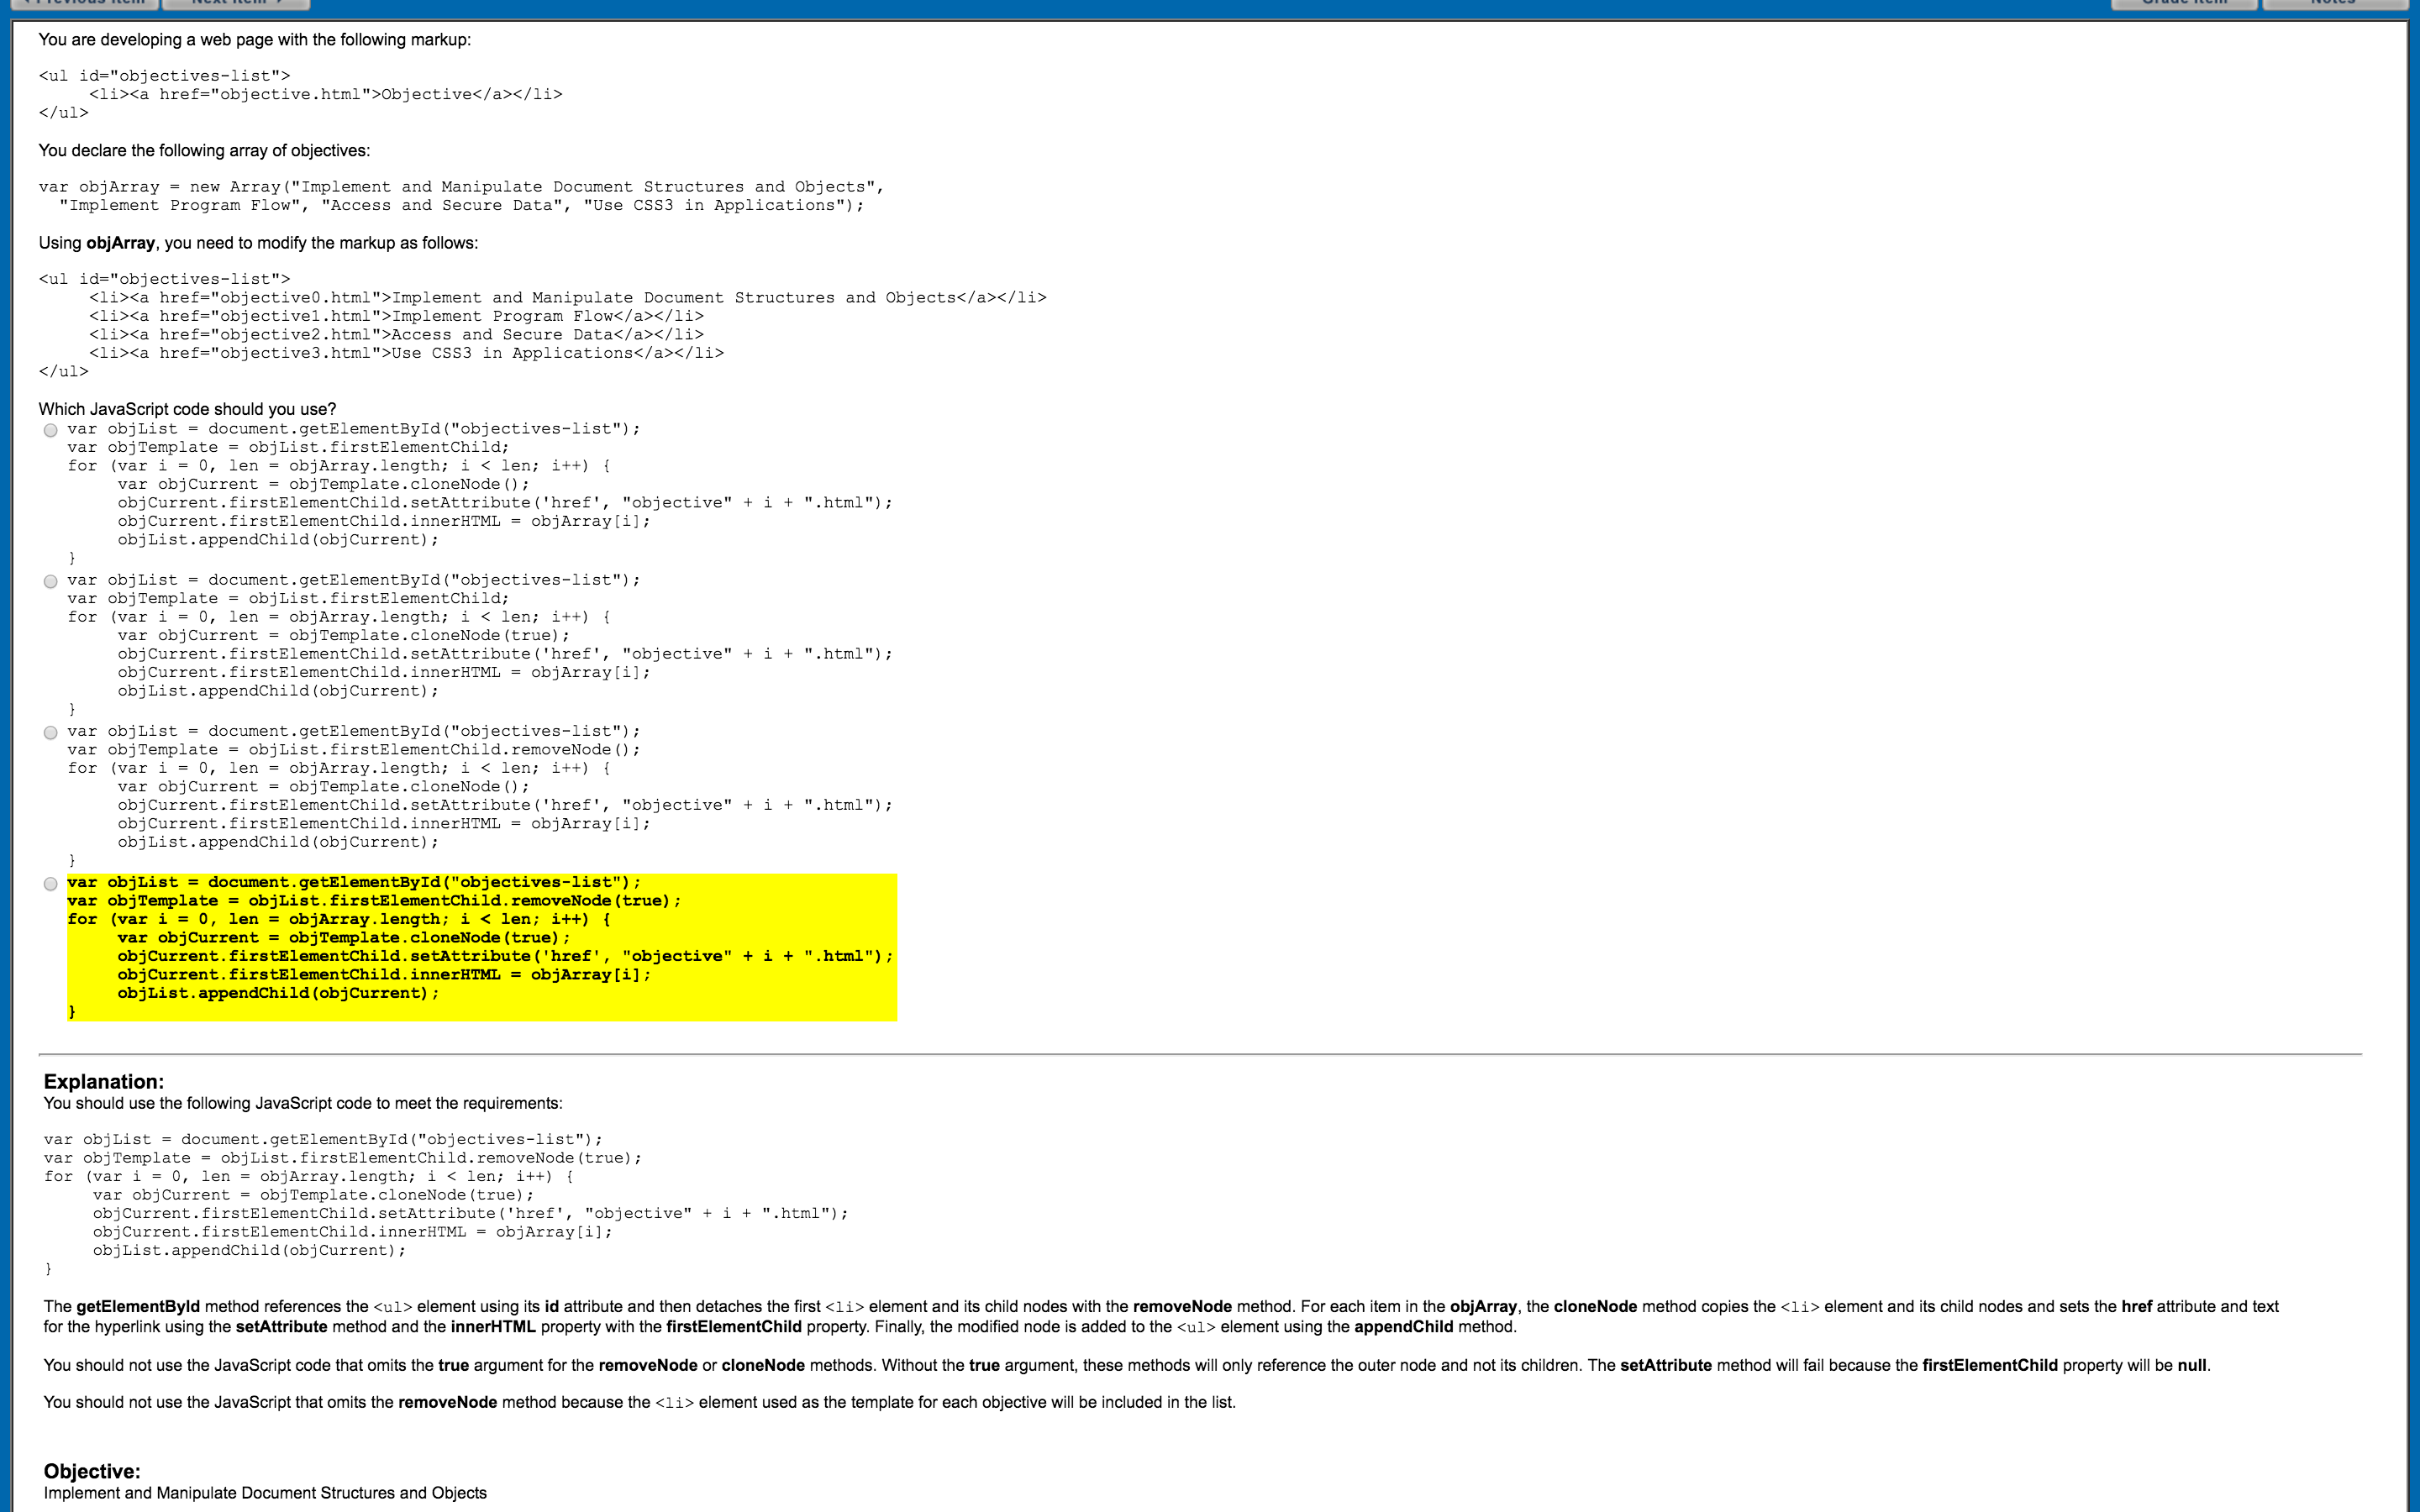 You are developing a web page with the following markup:
<ul id="objectives-list">
<li><a href="objective.html">Objective</a></li>
</ul>
You declare the following array of objectives:
var objArray = new Array("Implement and Manipulate Document Structures and Objects",
"Implement Program Flow", "Access and Secure Data", "Use CSS3 in Applications");
Using objArray, you need to modify the markup as follows:
<ul id="objectives-list">
<li><a href="objective0.html">Implement and Manipulate Document Structures and Objects</a></li>
<li><a href="objective1.html">Implement Program Flow</a></li>
<li><a href="objective2.html">Access and Secure Data</a></li>
<li><a href="objective3.html">Use CSS3 in Applications</a></li>
</ul>
Which JavaScript code should you use?
var objList = document.getElementById("objectives-list");
var objTemplate = objList.firstElementChild;
for (var i = 0, len = objArray.length; i < len; i++) {
var objCurrent = objTemplate.cloneNode();
objCurrent.firstElementChild.setAttribute('href', "objective" + i + ".html");
objCurrent.firstElementChild.innerHTML = objArray[i];
objList.appendChild(objCurrent);
}
var objList = document.getElementById("objectives-list");
var objTemplate = objList.firstElementChild;
for (var i = 0, len = objArray.length; i < len; i++) {
var objCurrent = objTemplate.cloneNode(true);
objCurrent.firstElementChild.setAttribute('href', "objective" + i + ".html");
objCurrent.firstElementChild.innerHTML = objArray[i];
objList.appendChild(objCurrent);
}
var objList = document.getElementById("objectives-list");
var objTemplate = objList.firstElementChild.removeNode();
for (var i = 0, len = objArray.length; i < len; i++) {
var objCurrent = objTemplate.cloneNode();
objCurrent.firstElementChild.setAttribute('href', "objective" + i + ".html");
objCurrent.firstElementChild.innerHTML = objArray[i];
objList.appendChild(objCurrent);
}
var objList = document.getElementById("objectives-list");
var objTemplate = objList.firstElementChild.removeNode(true);
for (var i = 0, len = objArray.length; i < len; i++) {
var objCurrent = objTemplate.cloneNode(true);
objCurrent.firstElementChild.setAttribute('href', "objective" + i + ".html");
objCurrent.firstElementChild.innerHTML = objArray[i];
objList.appendChild(objCurrent);
}
Explanation:
You should use the following JavaScript code to meet the requirements:
var objList = document.getElementById("objectives-list");
var objTemplate = objList.firstElementChild.removeNode(true);
for (var i = 0, len = objArray.length; i < len; i++) {
var objCurrent = objTemplate.cloneNode(true);
objCurrent.firstElementChild.setAttribute('href', "objective" + i + ".html");
objCurrent.firstElementChild.innerHTML = objArray[i];
objList.appendChild(objCurrent);
}
The getElementById method references the <ul> element using its id attribute and then detaches the first <li> element and its child nodes with the removeNode method. For each item in the objArray, the cloneNode method copies the <li> element and its child nodes and sets the href attribute and text
for the hyperlink using the setAttribute method and the innerHTML property with the firstElementChild property. Finally, the modified node is added to the <ul> element using the appendChild method.
You should not use the JavaScript code that omits the true argument for the removeNode or cloneNode methods. Without the true argument, these methods will only reference the outer node and not its children. The setAttribute method will fail because the firstElementChild property will be null.
You should not use the JavaScript that omits the removeNode method because the <li> element used as the template for each objective will be included in the list.
Objective:
Implement and Manipulate Document Structures and Objects